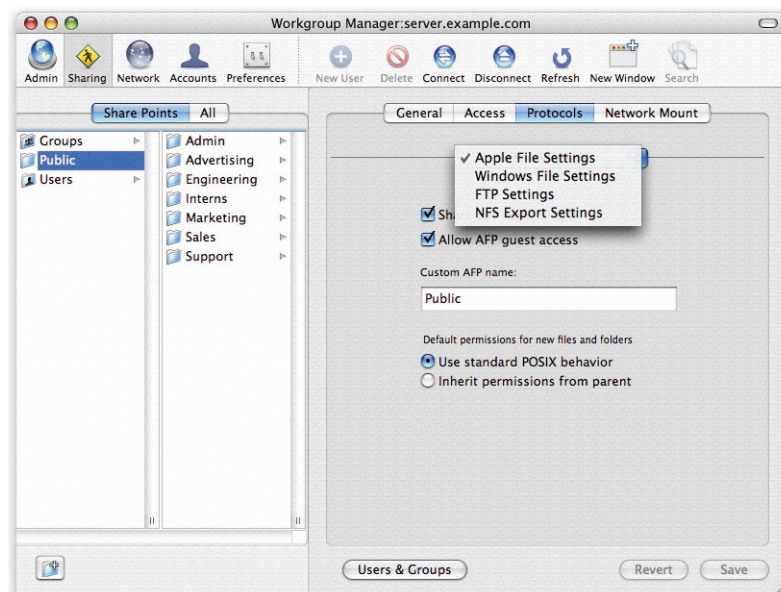 Workgroup Manager:server.example.com
Admin Sharing Network Accounts Preferences New User Delete Connect Disconnect Refresh New Window Search
Share Points All
Groups
Public
Users
Admin
Advertising
Engineering
Interns
Marketing
Sales
Support
General Access Protocols Network Mount
✓ Apple File Settings
Windows File Settings
FTP Settings
NFS Export Settings
Allow AFP guest access
Custom AFP name:
Public
Default permissions for new files and folders
Use standard POSIX behavior
Inherit permissions from parent
Users & Groups Revert Save